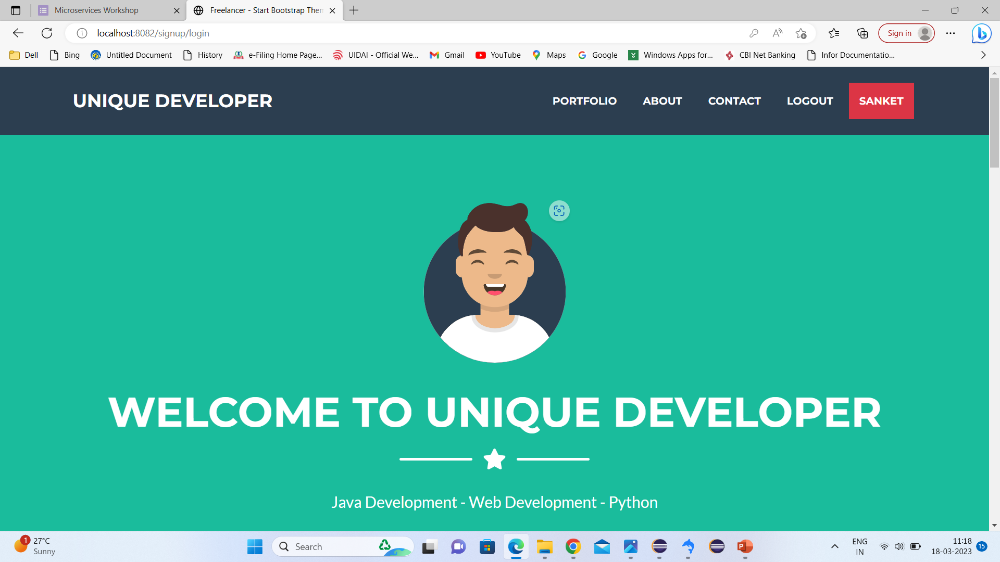 Microservices Workshop
Freelancer - Start Bootstrap Then
localhost:8082/signup/login
Sign in
Dell
Bing
Untitled Document
History
e-Filing Home Page...
UIDAI - Official We...
Gmail
YouTube
Maps
Google
Windows Apps for...
CBI Net Banking
Infor Documentatio...
UNIQUE DEVELOPER
PORTFOLIO
ABOUT
CONTACT
LOGOUT
SANKET
WELCOME TO UNIQUE DEVELOPER
Java Development - Web Development - Python
1
27°C
Sunny
Search
ENG
IN
11:18
18-03-2023
15